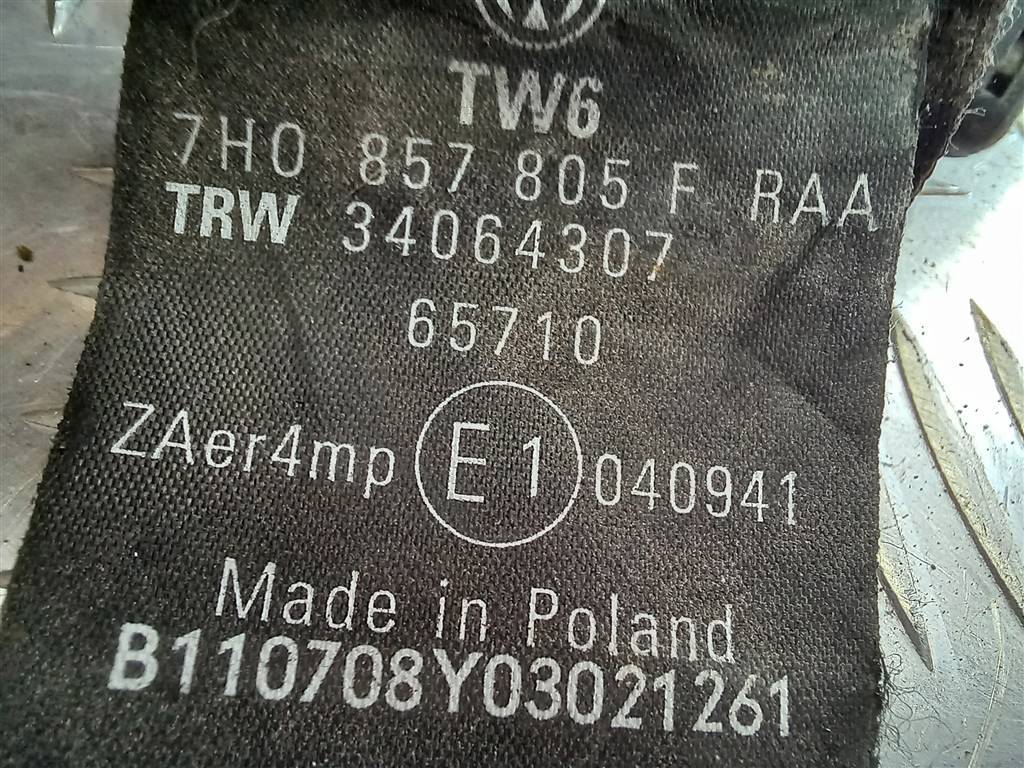 TW6
7H0 857 805 F RAA
TRW 34064307
65710
ZAer4mp E1 040941
Made in Poland
B110708Y03021261